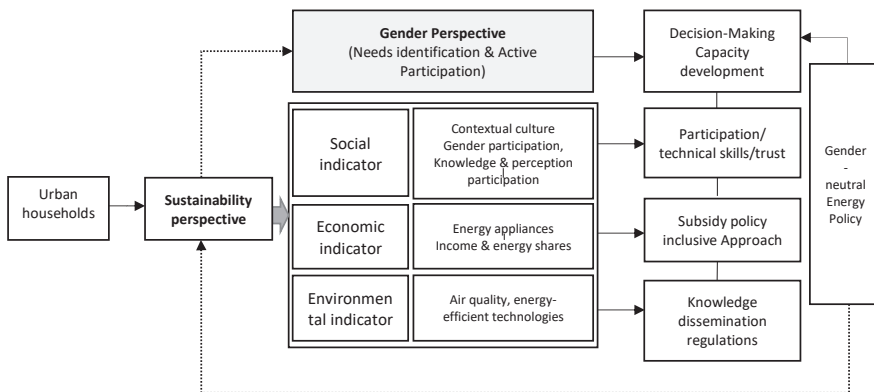 Gender Perspective
(Needs identification & Active
Participation)
Decision-Making
Capacity
development
Social
indicator
Contextual culture
Gender participation,
Knowledge & perception
participation
Participation/
technical skills/trust
Gender
-
neutral
Energy
Policy
Urban
households
Sustainability
perspective
Economic
indicator
Energy appliances
Income & energy shares
Subsidy policy
inclusive Approach
Environmen
tal indicator
Air quality, energy-
efficient technologies
Knowledge
dissemination
regulations